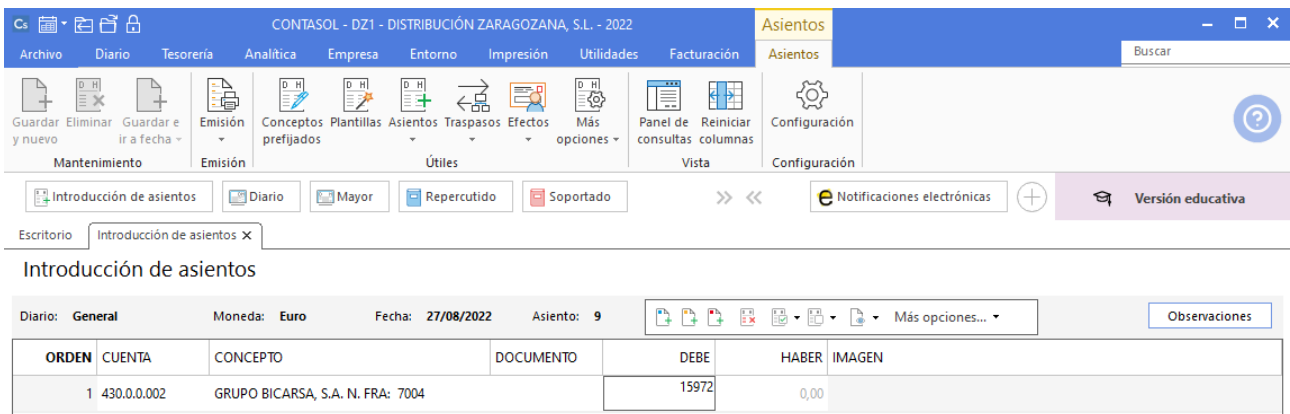 Cs CONTASOL - DZ1 - DISTRIBUCIÓN ZARAGOZANA, S.L. - 2022 Asientos
Archivo Diario Tesorería Analítica Empresa Entorno Impresión Utilidades Facturación Asientos Buscar
Guardar y nuevo Eliminar Guardar e ir a fecha Emisión Conceptos prefijados Plantillas Asientos Traspasos Efectos Más opciones Panel de consultas Reiniciar columnas Configuración
Mantenimiento Emisión Útiles Vista Configuración
Introducción de asientos Diario Mayor Repercutido Soportado Notificaciones electrónicas Versión educativa
Escritorio Introducción de asientos X
Introducción de asientos
Diario: General Moneda: Euro Fecha: 27/08/2022 Asiento: 9 Más opciones... Observaciones
ORDEN CUENTA CONCEPTO DOCUMENTO DEBE HABER IMAGEN
1 430.0.0.002 GRUPO BICARSA, S.A. N. FRA: 7004 15972 0,00